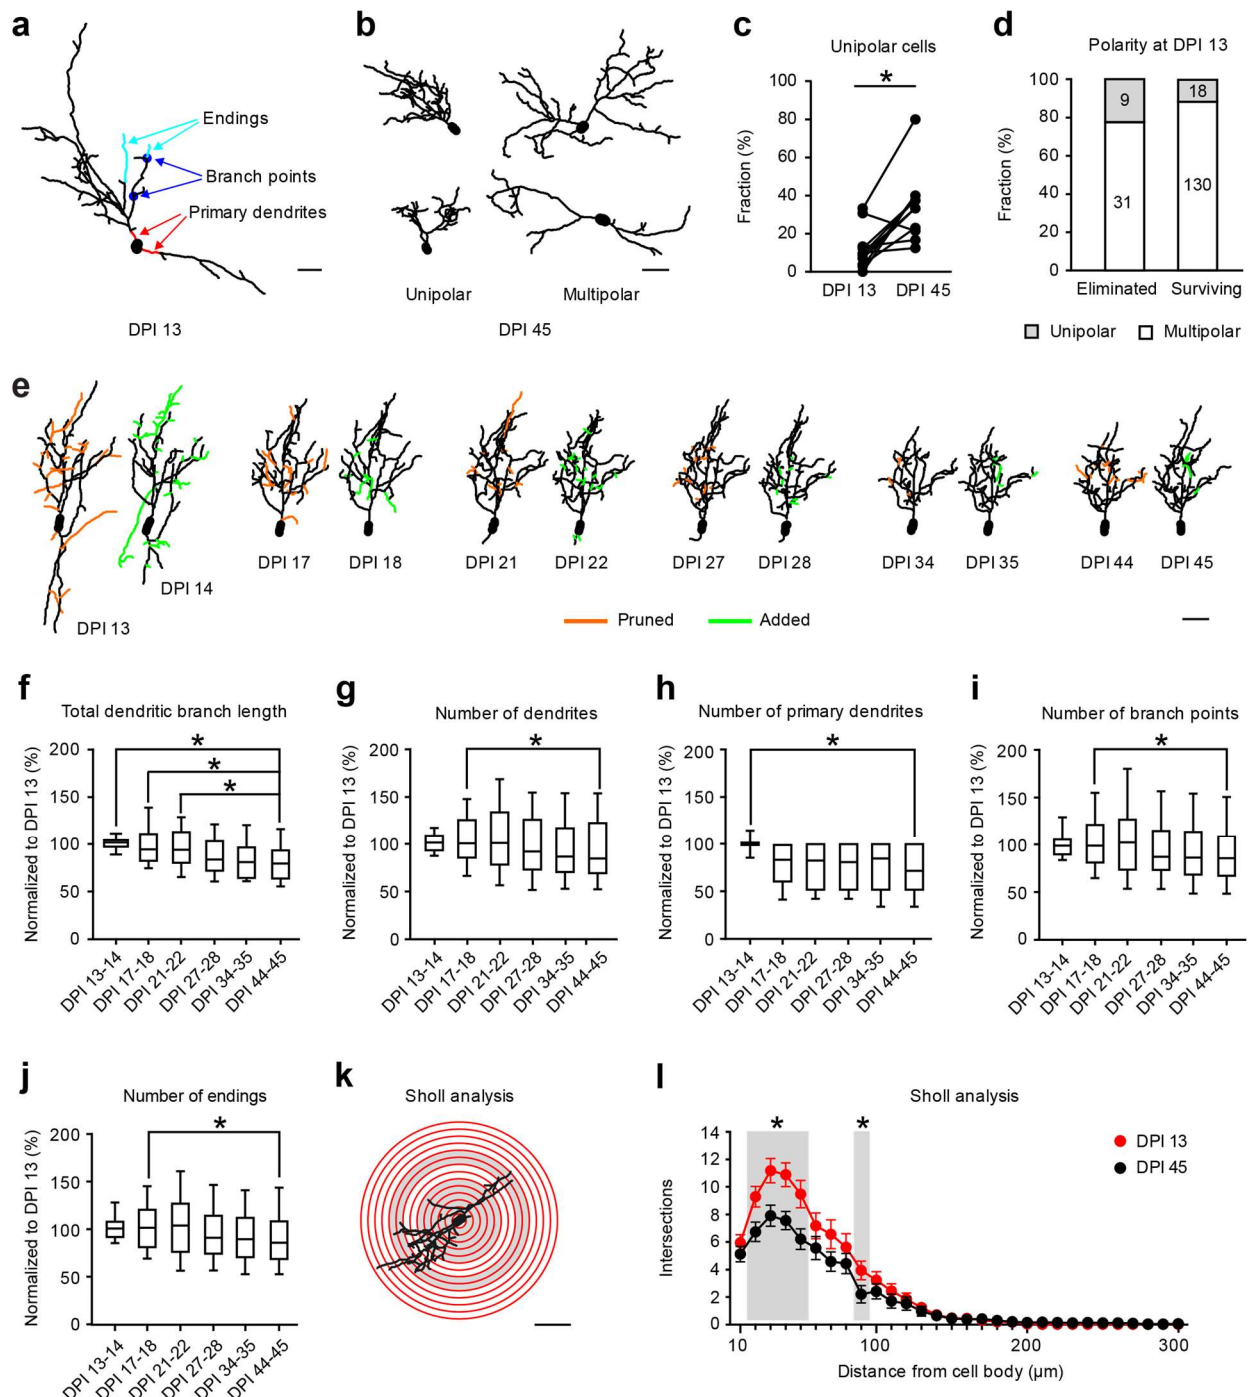 a
Endings
Branch points
Primary dendrites
DPI 13
b
Unipolar
Multipolar
DPI 45
c
Unipolar cells
Fraction (%)
100
80
60
40
20
0
*
DPI 13
DPI 45
d
Polarity at DPI 13
Fraction (%)
100
80
60
40
20
0
9
18
31
130
Eliminated
Surviving
Unipolar
Multipolar
e
DPI 13
DPI 14
DPI 17
DPI 18
DPI 21
DPI 22
DPI 27
DPI 28
DPI 34
DPI 35
DPI 44
DPI 45
Pruned
Added
f
Total dendritic branch length
Normalized to DPI 13 (%)
200
150
100
50
0
*
*
*
DPI 13-14
DPI 17-18
DPI 21-22
DPI 27-28
DPI 34-35
DPI 44-45
g
Number of dendrites
Normalized to DPI 13 (%)
200
150
100
50
0
*
DPI 13-14
DPI 17-18
DPI 21-22
DPI 27-28
DPI 34-35
DPI 44-45
h
Number of primary dendrites
Normalized to DPI 13 (%)
200
150
100
50
0
*
DPI 13-14
DPI 17-18
DPI 21-22
DPI 27-28
DPI 34-35
DPI 44-45
i
Number of branch points
Normalized to DPI 13 (%)
200
150
100
50
0
*
DPI 13-14
DPI 17-18
DPI 21-22
DPI 27-28
DPI 34-35
DPI 44-45
j
Number of endings
Normalized to DPI 13 (%)
200
150
100
50
0
*
DPI 13-14
DPI 17-18
DPI 21-22
DPI 27-28
DPI 34-35
DPI 44-45
k
Sholl analysis
l
Sholl analysis
Intersections
14
12
10
8
6
4
2
0
*
*
DPI 13
DPI 45
10
100
200
300
Distance from cell body (µm)